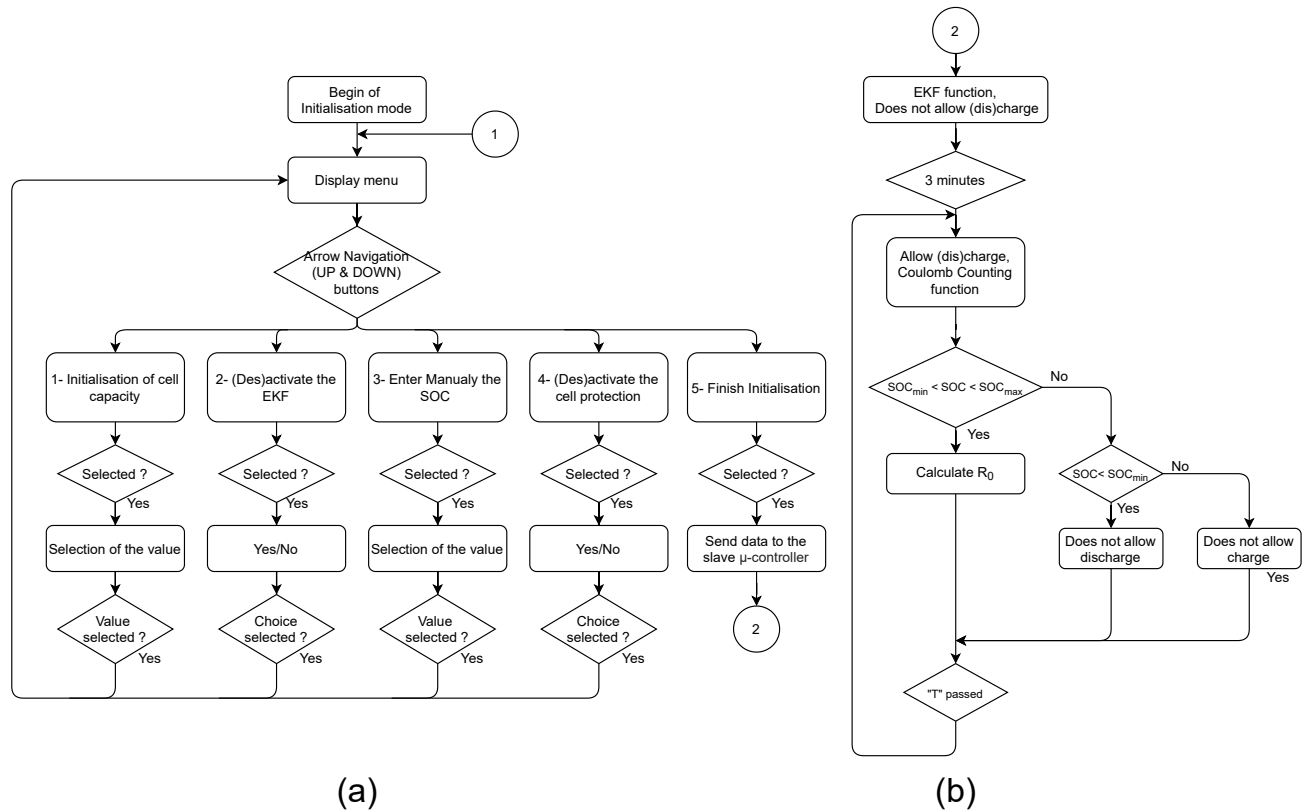 Begin of
Initialisation mode
1
Display menu
Arrow Navigation
(UP & DOWN)
buttons
1- Initialisation of cell
capacity
2- (Des)activate the
EKF
3- Enter Manualy the
SOC
4- (Des)activate the
cell protection
5- Finish Initialisation
Selected ?
Selected ?
Selected ?
Selected ?
Selected ?
Yes
Yes
Yes
Yes
Yes
Selection of the value
Yes/No
Selection of the value
Yes/No
Send data to the
slave μ-controller
Value
selected ?
Choice
selected ?
Value
selected ?
Choice
selected ?
2
Yes
Yes
Yes
Yes
(a)
2
EKF function,
Does not allow (dis)charge
3 minutes
Allow (dis)charge,
Coulomb Counting
function
SOCmin < SOC < SOCmax
No
Yes
Calculate R0
SOC< SOCmin
No
Yes
Does not allow
discharge
Does not allow
charge
Yes
"T" passed
(b)